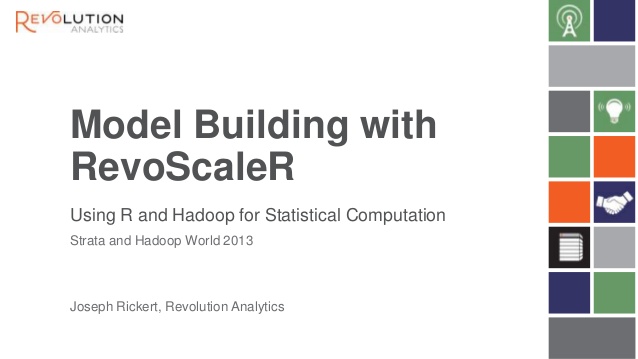 REVOLUTION
ANALYTICS
Model Building with
RevoScaleR
Using R and Hadoop for Statistical Computation
Strata and Hadoop World 2013
Joseph Rickert, Revolution Analytics